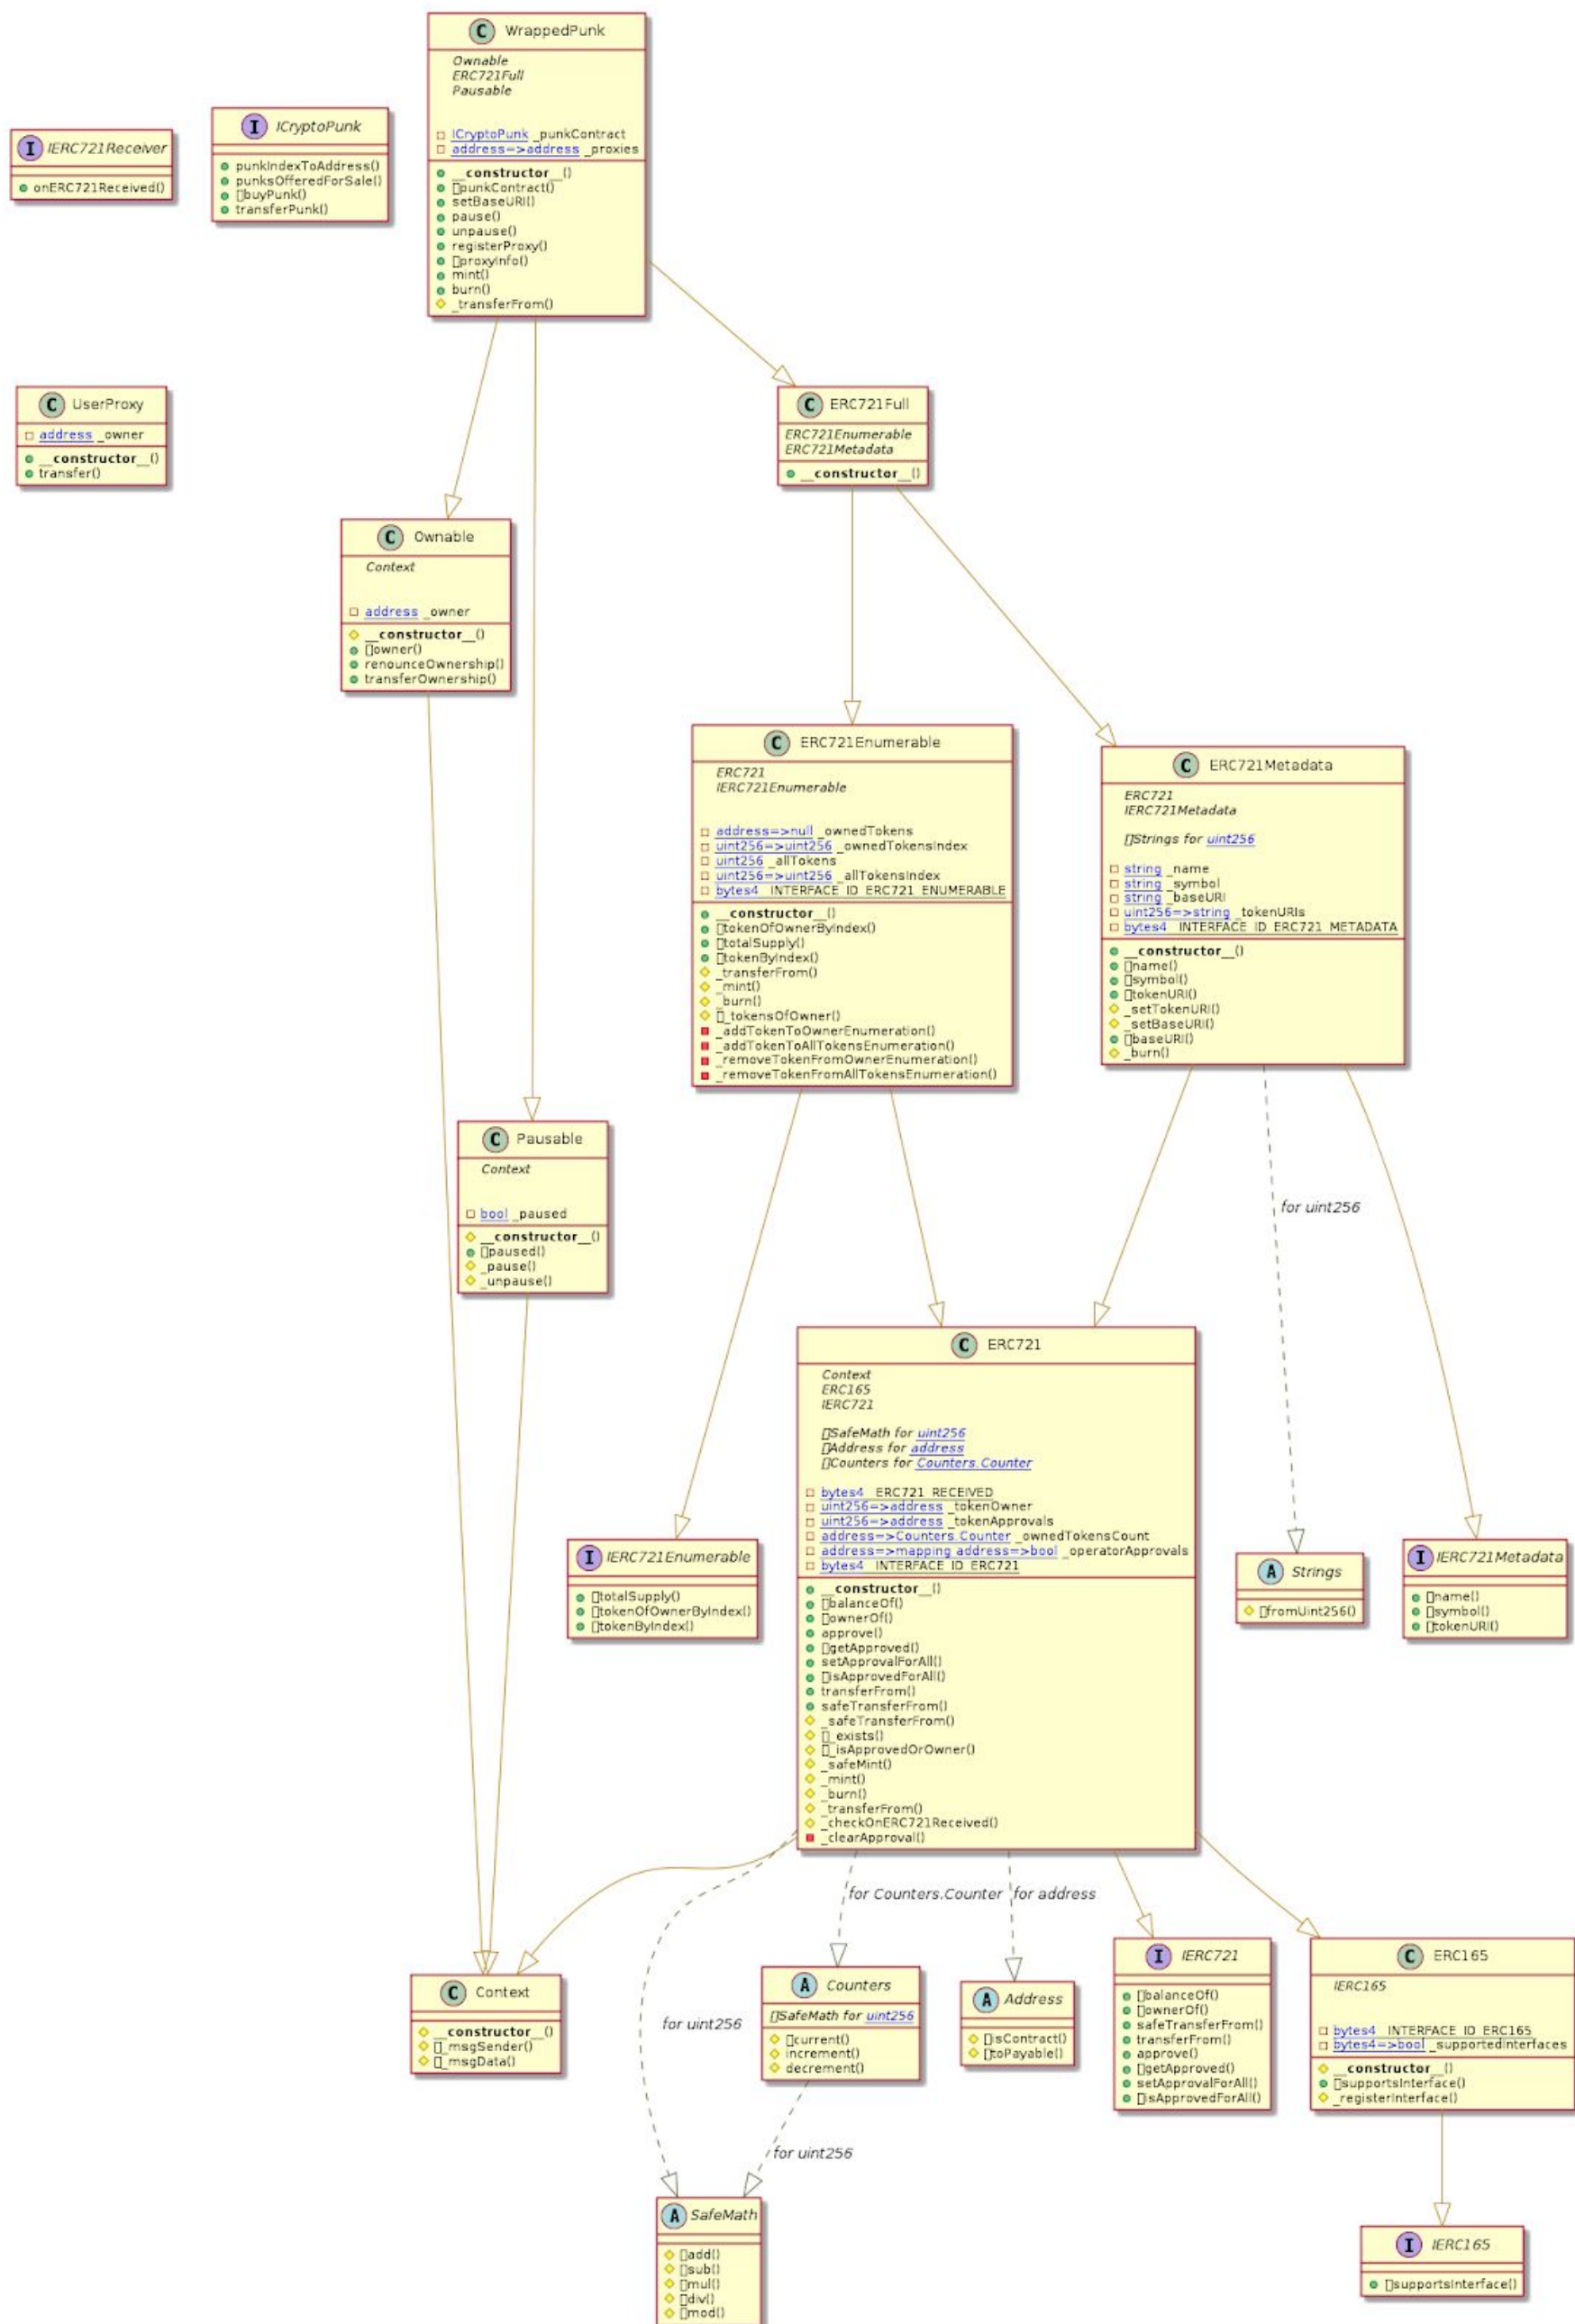 C WrappedPunk
Ownable
ERC721Full
Pausable
ICryptoPunk _punkContract
address=>address _proxies
__constructor__()
punkContract()
setBaseURI()
pause()
unpause()
registerProxy()
proxyInfo()
mint()
burn()
_transferFrom()
I IERC721Receiver
onERC721Received()
I ICryptoPunk
punkIndexToAddress()
punksOfferedForSale()
buyPunk()
transferPunk()
C UserProxy
address _owner
__constructor__()
transfer()
C ERC721Full
ERC721Enumerable
ERC721Metadata
__constructor__()
C Ownable
Context
address _owner
__constructor__()
owner()
renounceOwnership()
transferOwnership()
C ERC721Enumerable
ERC721
IERC721Enumerable
address=>null _ownedTokens
uint256=>uint256 _ownedTokensIndex
uint256 _allTokens
uint256=>uint256 _allTokensIndex
bytes4 _INTERFACE_ID_ERC721_ENUMERABLE
__constructor__()
tokenOfOwnerByIndex()
totalSupply()
tokenByIndex()
_transferFrom()
_mint()
_burn()
_tokensOfOwner()
_addTokenToOwnerEnumeration()
_addTokenToAllTokensEnumeration()
_removeTokenFromOwnerEnumeration()
_removeTokenFromAllTokensEnumeration()
C ERC721Metadata
ERC721
IERC721Metadata
Strings for uint256
string _name
string _symbol
string _baseURI
uint256=>string _tokenURIs
bytes4 _INTERFACE_ID_ERC721_METADATA
__constructor__()
name()
symbol()
tokenURI()
_setTokenURI()
_setBaseURI()
baseURI()
_burn()
C Pausable
Context
bool _paused
__constructor__()
paused()
_pause()
_unpause()
for uint256
C ERC721
Context
ERC165
IERC721
SafeMath for uint256
Address for address
Counters for Counters.Counter
bytes4 _ERC721_RECEIVED
uint256=>address _tokenOwner
uint256=>address _tokenApprovals
address=>Counters.Counter _ownedTokensCount
address=>mapping address=>bool _operatorApprovals
bytes4 _INTERFACE_ID_ERC721
__constructor__()
balanceOf()
ownerOf()
approve()
getApproved()
setApprovalForAll()
isApprovedForAll()
transferFrom()
safeTransferFrom()
_safeTransferFrom()
_exists()
_isApprovedOrOwner()
_safeMint()
_mint()
_burn()
_transferFrom()
_checkOnERC721Received()
_clearApproval()
I IERC721Enumerable
totalSupply()
tokenOfOwnerByIndex()
tokenByIndex()
A Strings
fromUint256()
I IERC721Metadata
name()
symbol()
tokenURI()
for Counters.Counter
for address
C Context
__constructor__()
_msgSender()
_msgData()
for uint256
A Counters
SafeMath for uint256
current()
increment()
decrement()
A Address
isContract()
toPayable()
I IERC721
balanceOf()
ownerOf()
safeTransferFrom()
transferFrom()
approve()
getApproved()
setApprovalForAll()
isApprovedForAll()
C ERC165
IERC165
bytes4 _INTERFACE_ID_ERC165
bytes4=>bool _supportedInterfaces
__constructor__()
supportsInterface()
_registerInterface()
for uint256
A SafeMath
add()
sub()
mul()
div()
mod()
I IERC165
supportsInterface()